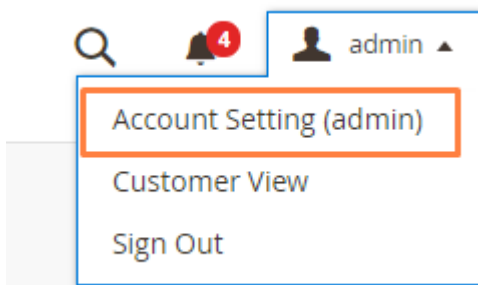 4
admin
Account Setting (admin)
Customer View
Sign Out